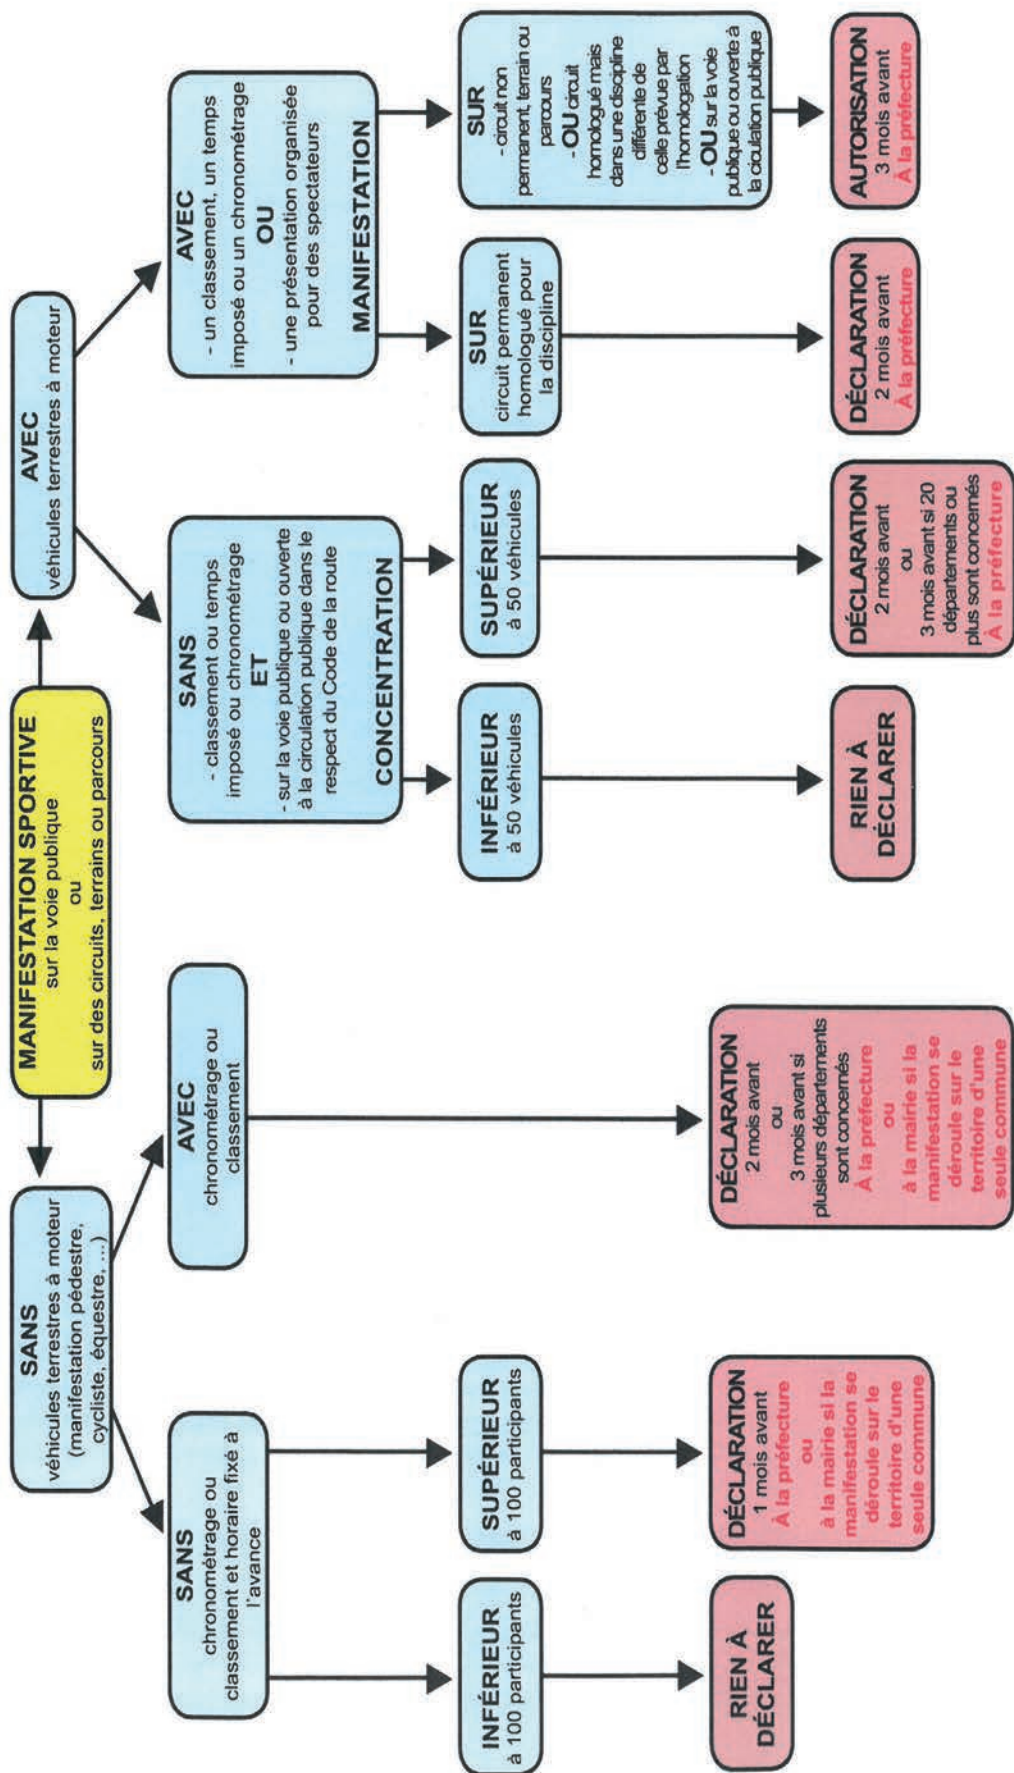 MANIFESTATION SPORTIVE
sur la voie publique
ou
sur des circuits, terrains ou parcours
SANS
véhicules terrestres à moteur
(manifestation pédestre,
cycliste, équestre, ...)
AVEC
véhicules terrestres à moteur
SANS
chronométrage ou
classement et horaire fixé à
l'avance
AVEC
chronométrage ou
classement
SANS
- classement ou temps
imposé ou chronométrage
ET
- sur la voie publique ou ouverte
à la circulation publique dans le
respect du Code de la route
CONCENTRATION
AVEC
- un classement, un temps
imposé ou un chronométrage
OU
- une présentation organisée
pour des spectateurs
MANIFESTATION
INFÉRIEUR
à 100 participants
SUPÉRIEUR
à 100 participants
INFÉRIEUR
à 50 véhicules
SUPÉRIEUR
à 50 véhicules
SUR
circuit permanent
homologué pour
la discipline
SUR
- circuit non
permanent, terrain ou
parcours
- OU circuit
homologué mais
dans une discipline
différente de
celle prévue par
l'homologation
- OU sur la voie
publique ou ouverte à
la ciculation publique
RIEN À
DÉCLARER
DÉCLARATION
1 mois avant
À la préfecture
ou
à la mairie si la
manifestation se
déroule sur le
territoire d'une
seule commune
DÉCLARATION
2 mois avant
ou
3 mois avant si
plusieurs départements
sont concernés
À la préfecture
ou
à la mairie si la
manifestation se
déroule sur le
territoire d'une
seule commune
RIEN À
DÉCLARER
DÉCLARATION
2 mois avant
ou
3 mois avant si 20
départements ou
plus sont concernés
À la préfecture
DÉCLARATION
2 mois avant
À la préfecture
AUTORISATION
3 mois avant
À la préfecture